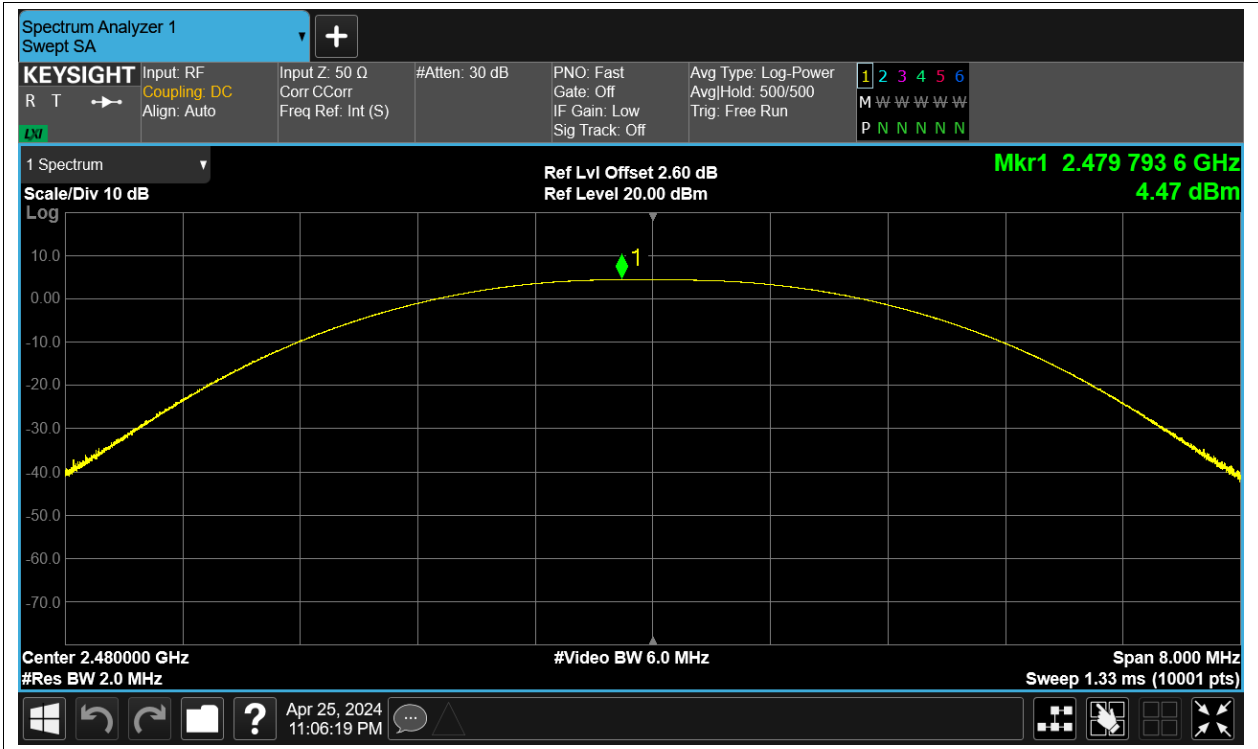 Spectrum Analyzer 1
Swept SA
KEYSIGHT
R T
LXI
Input: RF
Coupling: DC
Align: Auto
Input Z: 50 Ω
Corr CCorr
Freq Ref: Int (S)
#Atten: 30 dB
PNO: Fast
Gate: Off
IF Gain: Low
Sig Track: Off
Avg Type: Log-Power
Avg|Hold: 500/500
Trig: Free Run
1 2 3 4 5 6
M W W W W W
P N N N N N
1 Spectrum
Scale/Div 10 dB
Log
Ref Lvl Offset 2.60 dB
Ref Level 20.00 dBm
Mkr1 2.479 793 6 GHz
4.47 dBm
1
10.0
0.00
-10.0
-20.0
-30.0
-40.0
-50.0
-60.0
-70.0
Center 2.480000 GHz
#Res BW 2.0 MHz
#Video BW 6.0 MHz
Span 8.000 MHz
Sweep 1.33 ms (10001 pts)
?
Apr 25, 2024
11:06:19 PM